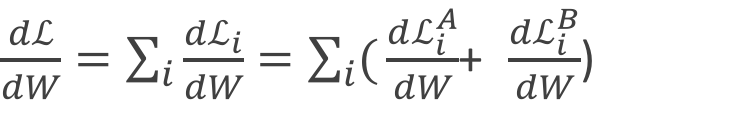 dℒ/dW = ∑ᵢ dℒᵢ/dW = ∑ᵢ( dℒᵢᴬ/dW + dℒᵢᴮ/dW )